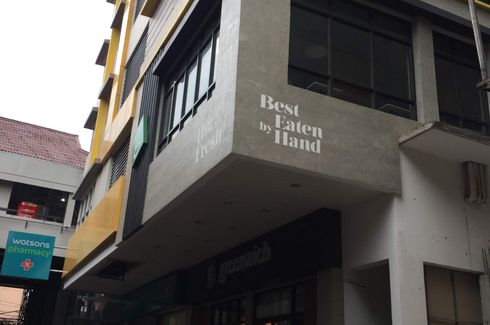 Best
Eaten
by Hand
Fresh
greenwich
watsons
pharmacy